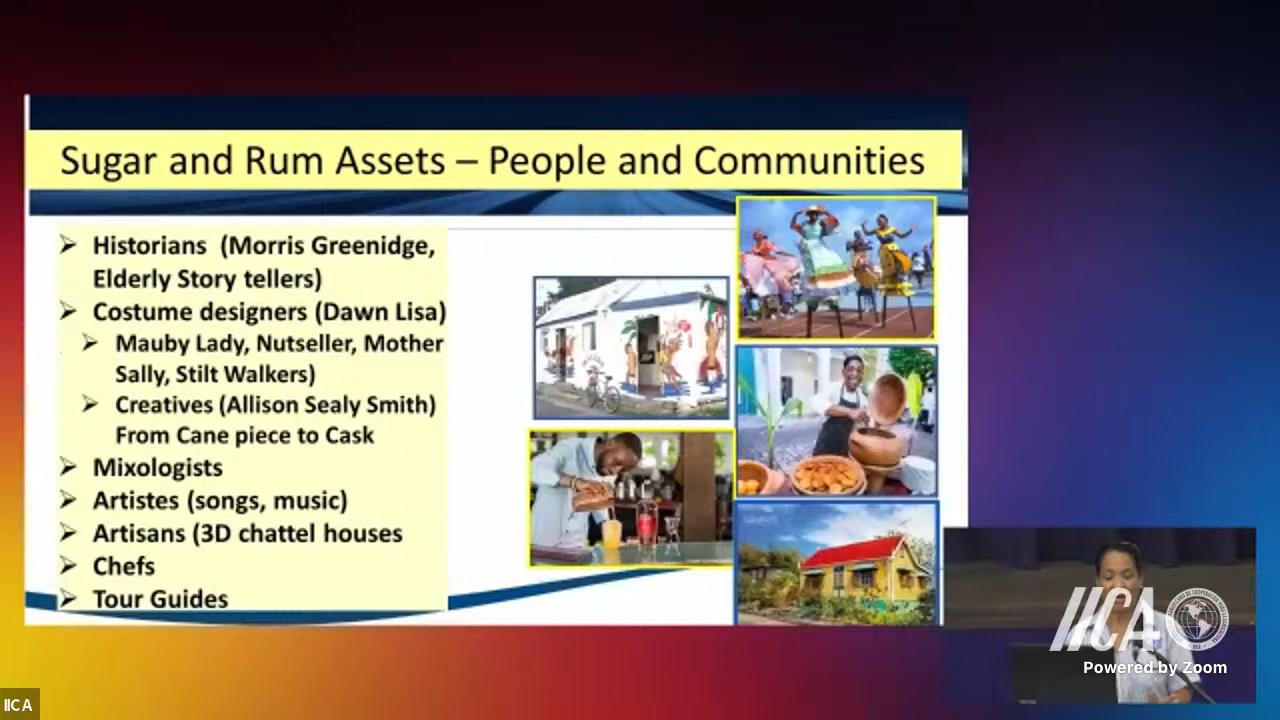 Sugar and Rum Assets – People and Communities
➢ Historians (Morris Greenidge,
Elderly Story tellers)
➢ Costume designers (Dawn Lisa)
➢ Mauby Lady, Nutseller, Mother
Sally, Stilt Walkers)
➢ Creatives (Allison Sealy Smith)
From Cane piece to Cask
➢ Mixologists
➢ Artistes (songs, music)
➢ Artisans (3D chattel houses
➢ Chefs
➢ Tour Guides
IICA
Powered by Zoom
IICA